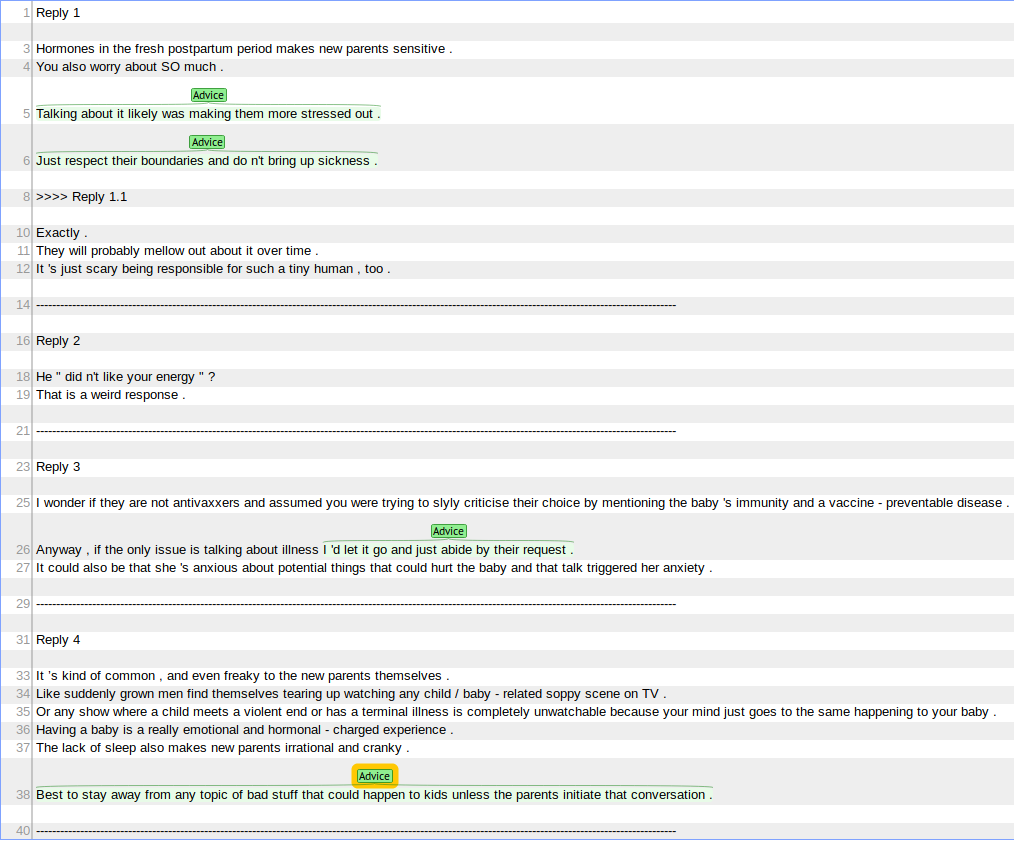 1 Reply 1
3 Hormones in the fresh postpartum period makes new parents sensitive .
4 You also worry about SO much .
Advice
5 Talking about it likely was making them more stressed out .
Advice
6 Just respect their boundaries and do n't bring up sickness .
8 >>>> Reply 1.1
10 Exactly .
11 They will probably mellow out about it over time .
12 It 's just scary being responsible for such a tiny human , too .
14 ----------------------------------------------------------------------------------------------------------------------------------------------------------------
16 Reply 2
18 He " did n't like your energy " ?
19 That is a weird response .
21 ----------------------------------------------------------------------------------------------------------------------------------------------------------------
23 Reply 3
25 I wonder if they are not antivaxxers and assumed you were trying to slyly criticise their choice by mentioning the baby 's immunity and a vaccine - preventable disease .
Advice
26 Anyway , if the only issue is talking about illness I 'd let it go and just abide by their request .
27 It could also be that she 's anxious about potential things that could hurt the baby and that talk triggered her anxiety .
29 ----------------------------------------------------------------------------------------------------------------------------------------------------------------
31 Reply 4
33 It 's kind of common , and even freaky to the new parents themselves .
34 Like suddenly grown men find themselves tearing up watching any child / baby - related soppy scene on TV .
35 Or any show where a child meets a violent end or has a terminal illness is completely unwatchable because your mind just goes to the same happening to your baby .
36 Having a baby is a really emotional and hormonal - charged experience .
37 The lack of sleep also makes new parents irrational and cranky .
Advice
38 Best to stay away from any topic of bad stuff that could happen to kids unless the parents initiate that conversation .
40 ----------------------------------------------------------------------------------------------------------------------------------------------------------------